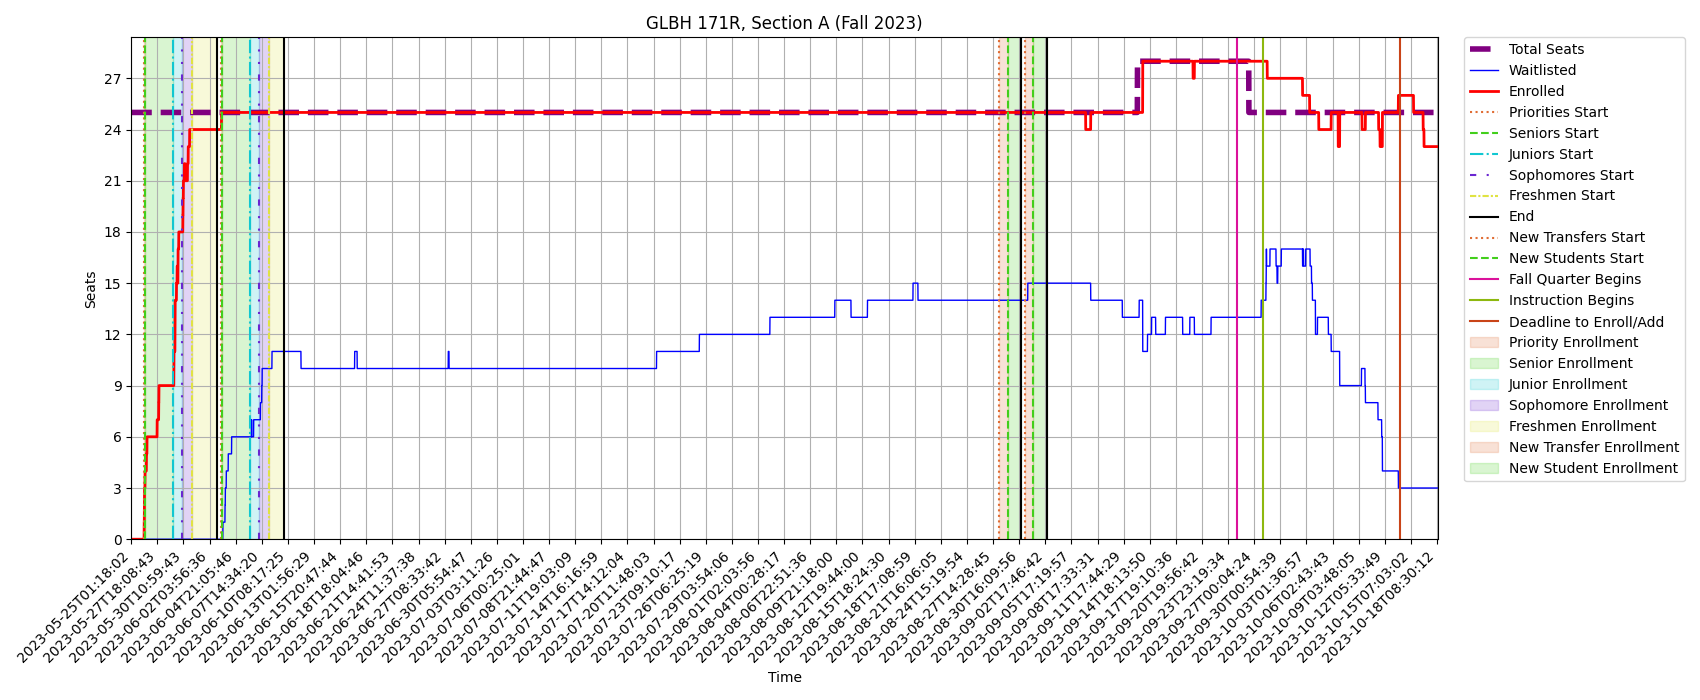 GLBH 171R, Section A (Fall 2023)
Seats
27
24
21
18
15
12
9
6
3
0
2023-05-25T01:18:02
2023-05-27T18:08:43
2023-05-30T10:59:43
2023-06-02T03:56:36
2023-06-04T21:05:46
2023-06-07T14:34:20
2023-06-10T08:17:25
2023-06-13T01:56:29
2023-06-15T20:47:44
2023-06-18T18:04:46
2023-06-21T14:41:53
2023-06-24T11:37:38
2023-06-27T08:33:42
2023-06-30T05:54:47
2023-07-03T03:11:26
2023-07-06T00:25:01
2023-07-08T21:44:47
2023-07-11T19:03:09
2023-07-14T16:16:59
2023-07-17T14:12:04
2023-07-20T11:48:03
2023-07-23T09:10:17
2023-07-26T06:25:19
2023-07-29T03:54:06
2023-08-01T02:03:56
2023-08-04T00:28:17
2023-08-06T22:51:36
2023-08-09T21:18:00
2023-08-12T19:44:00
2023-08-15T18:24:30
2023-08-18T17:08:59
2023-08-21T16:06:05
2023-08-24T15:19:54
2023-08-27T14:28:45
2023-08-30T16:09:56
2023-09-02T17:46:42
2023-09-05T17:19:57
2023-09-08T17:33:31
2023-09-11T17:44:29
2023-09-14T18:13:50
2023-09-17T19:10:36
2023-09-20T19:56:42
2023-09-23T23:19:34
2023-09-27T00:04:24
2023-09-30T00:54:39
2023-10-03T01:36:57
2023-10-06T02:43:43
2023-10-09T03:48:05
2023-10-12T05:33:49
2023-10-15T07:03:02
2023-10-18T08:30:12
Time
Total Seats
Waitlisted
Enrolled
Priorities Start
Seniors Start
Juniors Start
Sophomores Start
Freshmen Start
End
New Transfers Start
New Students Start
Fall Quarter Begins
Instruction Begins
Deadline to Enroll/Add
Priority Enrollment
Senior Enrollment
Junior Enrollment
Sophomore Enrollment
Freshmen Enrollment
New Transfer Enrollment
New Student Enrollment